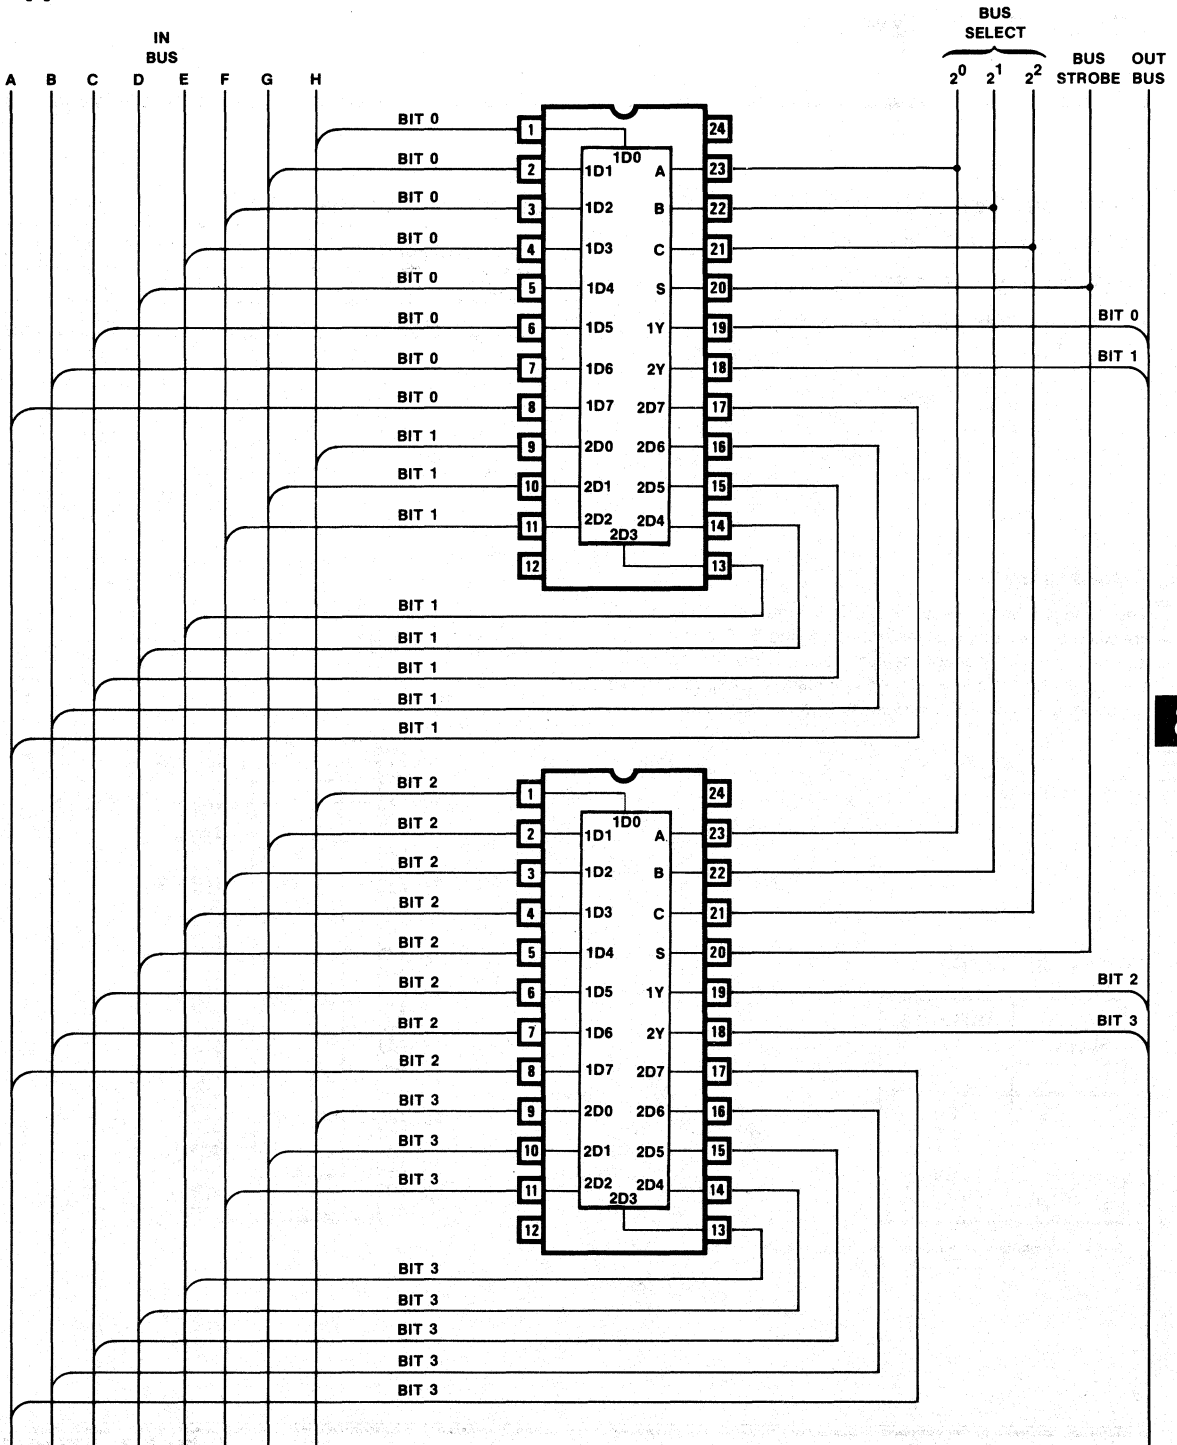 BUS
SELECT
IN
BUS
BUS
STROBE
OUT
BUS
A B C D E F G H
2^0 2^1 2^2
BIT 0 1 1D0 24
BIT 0 2 1D1 A 23
BIT 0 3 1D2 B 22
BIT 0 4 1D3 C 21
BIT 0 5 1D4 S 20
BIT 0 6 1D5 1Y 19 BIT 0
BIT 0 7 1D6 2Y 18 BIT 1
BIT 0 8 1D7 2D7 17
BIT 1 9 2D0 2D6 16
BIT 1 10 2D1 2D5 15
BIT 1 11 2D2 2D4 14
2D3
12 13
BIT 1
BIT 1
BIT 1
BIT 1
BIT 1
BIT 2 1 1D0 24
BIT 2 2 1D1 A 23
BIT 2 3 1D2 B 22
BIT 2 4 1D3 C 21
BIT 2 5 1D4 S 20
BIT 2 6 1D5 1Y 19 BIT 2
BIT 2 7 1D6 2Y 18 BIT 3
BIT 2 8 1D7 2D7 17
BIT 3 9 2D0 2D6 16
BIT 3 10 2D1 2D5 15
BIT 3 11 2D2 2D4 14
2D3
12 13
BIT 3
BIT 3
BIT 3
BIT 3
BIT 3